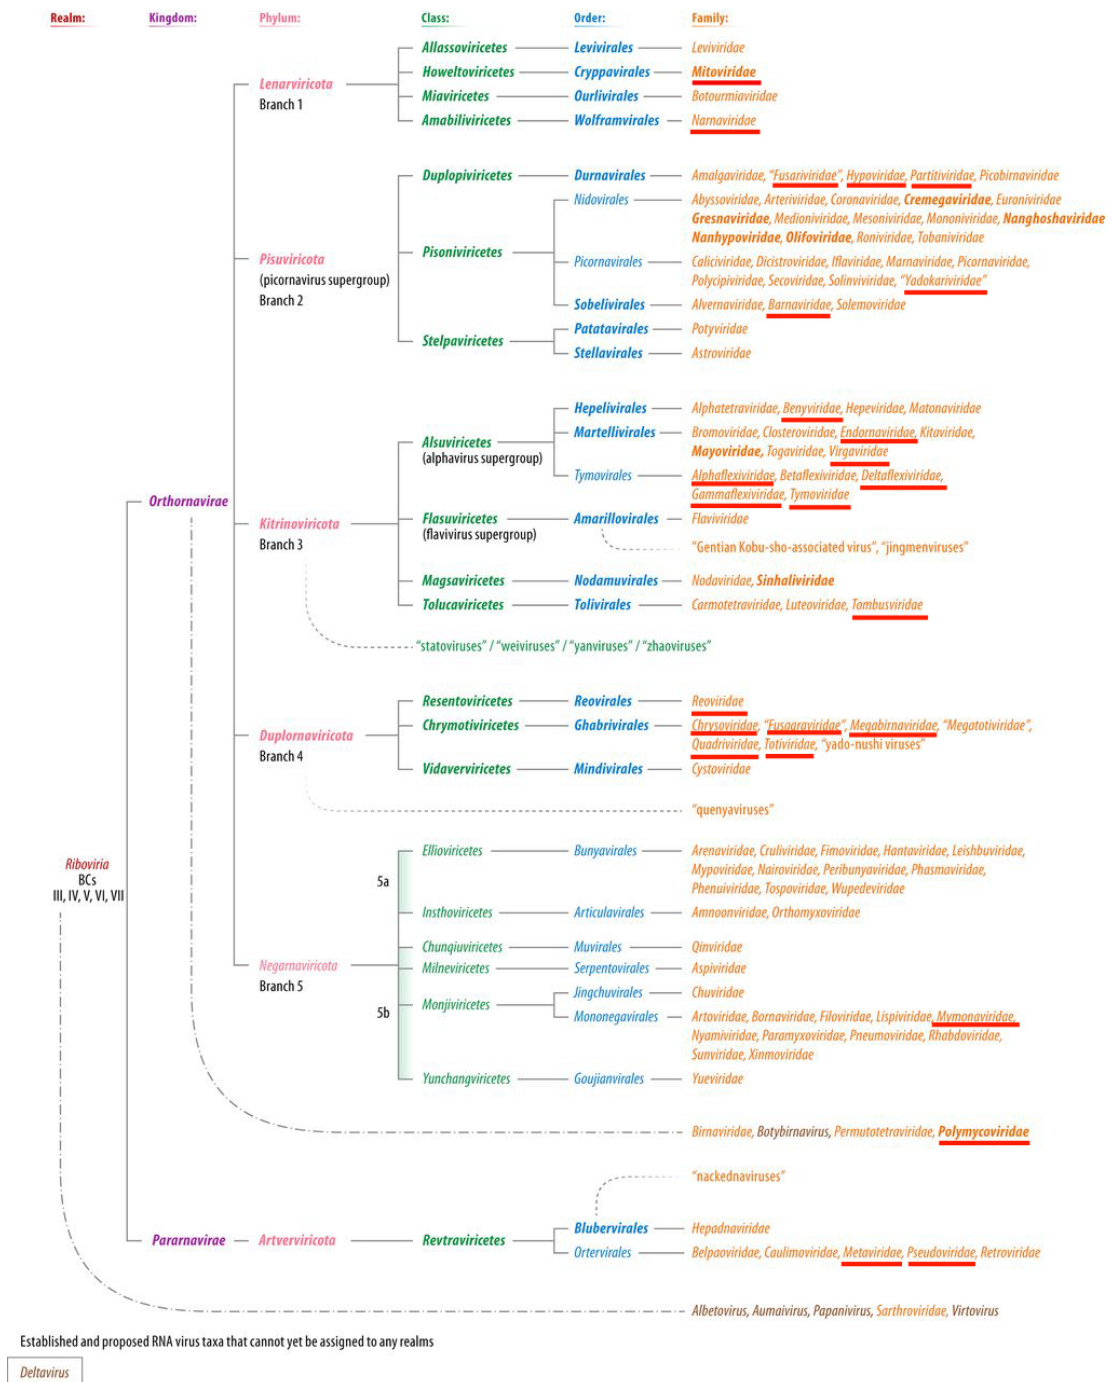 Realm: Kingdom: Phylum: Class: Order: Family:
Allassoviricetes Levivirales Leviviridae
Howeltoviricetes Cryppavirales Mitoviridae
Lenarviricota
Miaviricetes Ourlivirales Botourmiaviridae
Branch 1
Amabiliviricetes Wolframvirales Narnaviridae
Duplopiviricetes Durnavirales Amalgaviridae, "Fusariviridae", Hypoviridae, Partitiviridae, Picobirnaviridae
Nidovirales Abyssoviridae, Arteriviridae, Coronaviridae, Cremegaviridae, Euroniviridae
Gresnaviridae, Medioniviridae, Mesoniviridae, Mononiviridae, Nanghoshaviridae
Nanhypoviridae, Olifoviridae, Roniviridae, Tobaniviridae
Pisoniviricetes
Pisuviricota
(picornavirus supergroup)
Branch 2
Picornavirales Caliciviridae, Dicistroviridae, Iflaviridae, Marnaviridae, Picornaviridae,
Polycipiviridae, Secoviridae, Solinviviridae, "Yadokariviridae"
Sobelivirales Alvernaviridae, Barnaviridae, Solemoviridae
Patatavirales Potyviridae
Stelpaviricetes
Stellavirales Astroviridae
Hepelivirales Alphatetraviridae, Benyviridae, Hepeviridae, Matonaviridae
Martellivirales Bromoviridae, Closteroviridae, Endornaviridae, Kitaviridae,
Alsuviricetes
(alphavirus supergroup)
Mayoviridae, Togaviridae, Virgaviridae
Tymovirales Alphaflexiviridae, Betaflexiviridae, Deltaflexiviridae,
Gammaflexiviridae, Tymoviridae
Orthornavirae
Kitrinoviricota
Branch 3
Flasuviricetes Amarillovirales Flaviviridae
(flavivirus supergroup)
"Gentian Kobu-sho-associated virus", "jingmenviruses"
Magsaviricetes Nodamuvirales Nodaviridae, Sinhaliviridae
Tolucaviricetes Tolivirales Carmotetraviridae, Luteoviridae, Tombusviridae
"statoviruses" / "weiviruses" / "yanviruses" / "zhaoviruses"
Resentoviricetes Reovirales Reoviridae
Chrymotiviricetes Ghabrivirales Chrysoviridae, "Fusagraviridae", Megabirnaviridae, "Megatotiviridae",
Quadriviridae, Totiviridae, "yado-nushi viruses"
Duplornaviricota
Branch 4
Vidaverviricetes Mindivirales Cystoviridae
"quenyaviruses"
Ellioviricetes Bunyavirales Arenaviridae, Cruliviridae, Fimoviridae, Hantaviridae, Leishbuviridae,
Mypoviridae, Nairoviridae, Peribunyaviridae, Phasmaviridae,
Phenuiviridae, Tospoviridae, Wupedeviridae
5a
Riboviria
BCs
III, IV, V, VI, VII
Insthoviricetes Articulavirales Amnoonviridae, Orthomyxoviridae
Chunqiuviricetes Muvirales Qinviridae
Negarnaviricota
Branch 5
Milneviricetes Serpentovirales Aspiviridae
Jingchuvirales Chuviridae
Monjiviricetes
5b
Mononegavirales Artoviridae, Bornaviridae, Filoviridae, Lispiviridae, Mymonaviridae,
Nyamiviridae, Paramyxoviridae, Pneumoviridae, Rhabdoviridae,
Sunviridae, Xinmoviridae
Yunchangviricetes Goujianvirales Yueviridae
Birnaviridae, Botybirnavirus, Permutotetraviridae, Polymycoviridae
"nackednaviruses"
Blubervirales Hepadnaviridae
Pararnavirae Artverviricota Revtraviricetes
Ortervirales Belpaoviridae, Caulimoviridae, Metaviridae, Pseudoviridae, Retroviridae
Albetovirus, Aumaivirus, Papanivirus, Sarthroviridae, Virtovirus
Established and proposed RNA virus taxa that cannot yet be assigned to any realms
Deltavirus